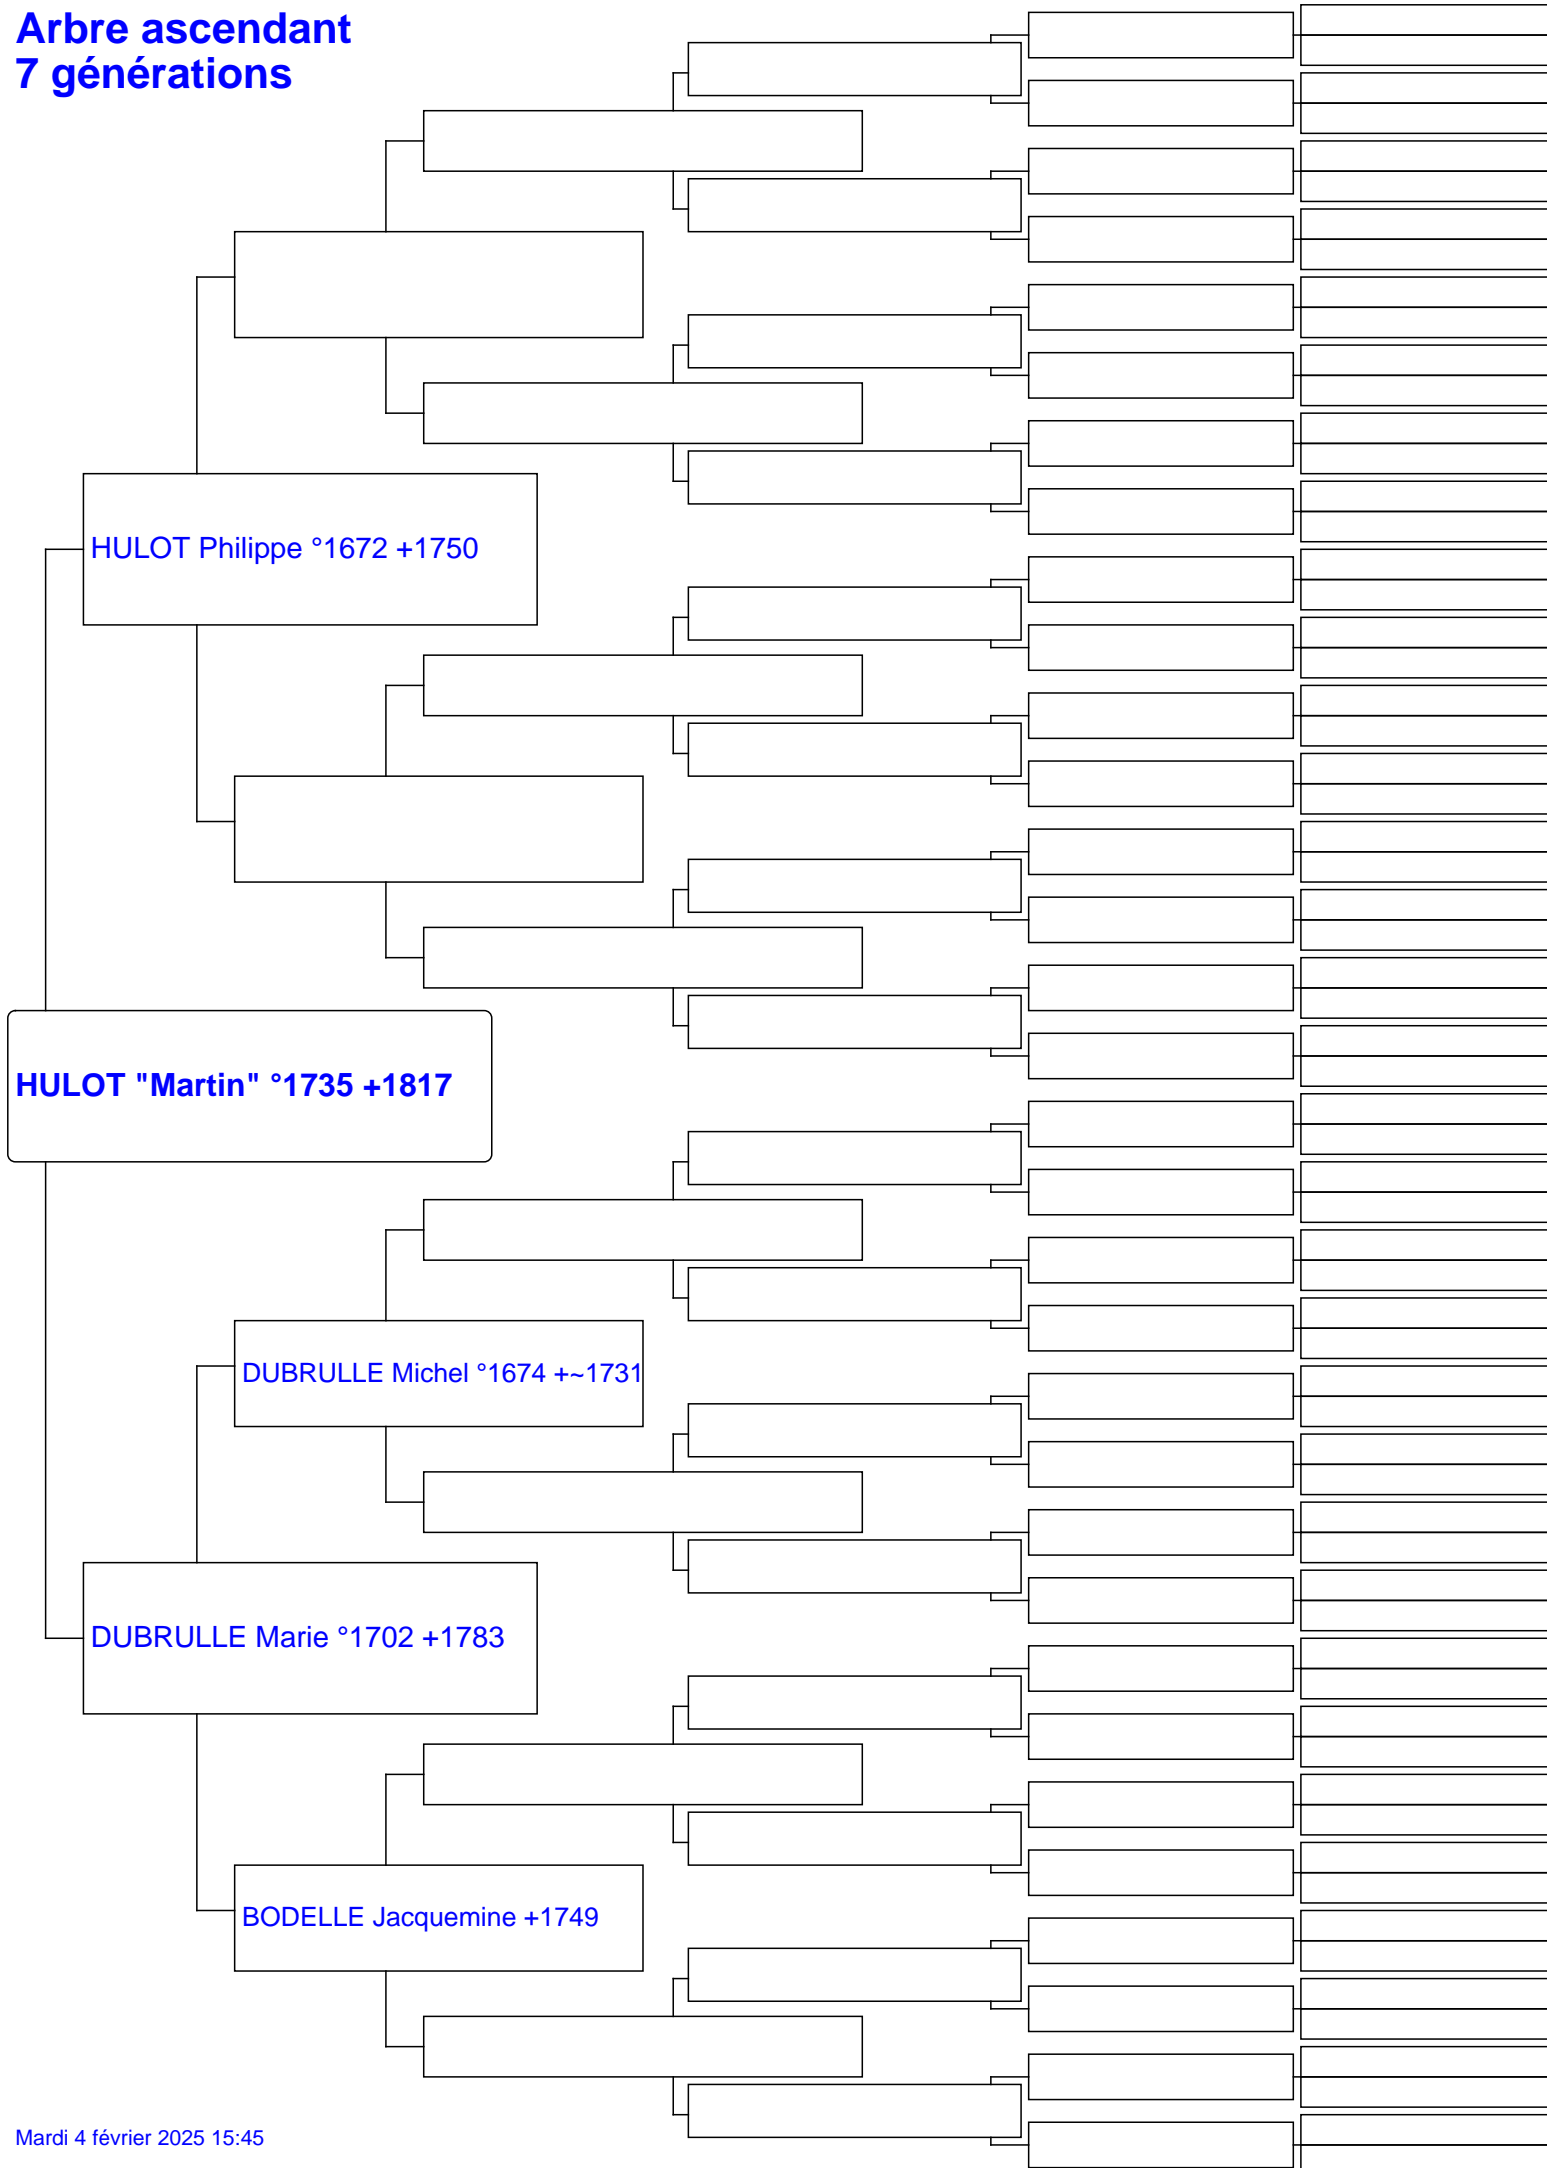 Arbre ascendant
7 générations
HULOT Philippe °1672 +1750
HULOT "Martin" °1735 +1817
DUBRULLE Michel °1674 +~1731
DUBRULLE Marie °1702 +1783
BODELLE Jacquemine +1749
Mardi 4 février 2025 15:45